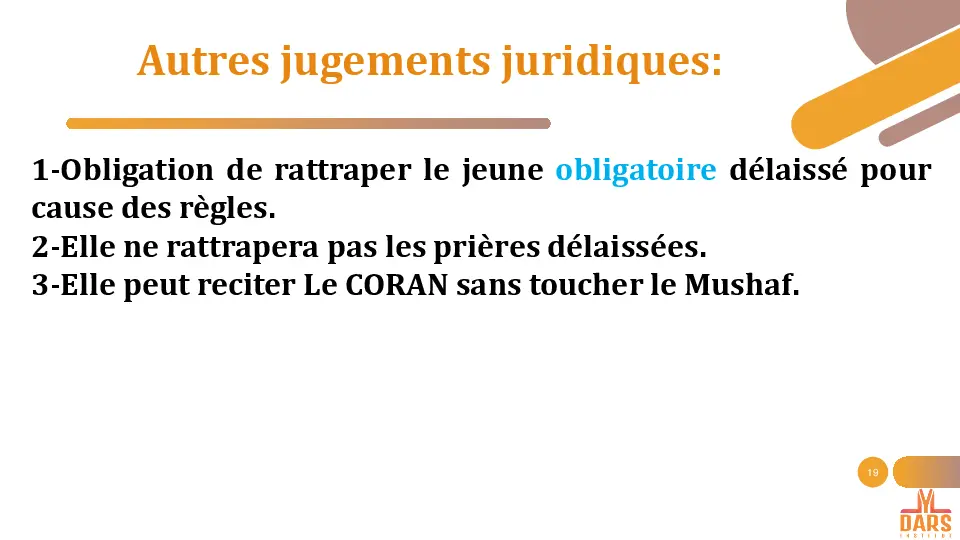 Autres jugements juridiques:
1-Obligation de rattraper le jeune obligatoire délaissé pour
cause des règles.
2-Elle ne rattrapera pas les prières délaissées.
3-Elle peut reciter Le CORAN sans toucher le Mushaf.
19
DARS
INSTITUT